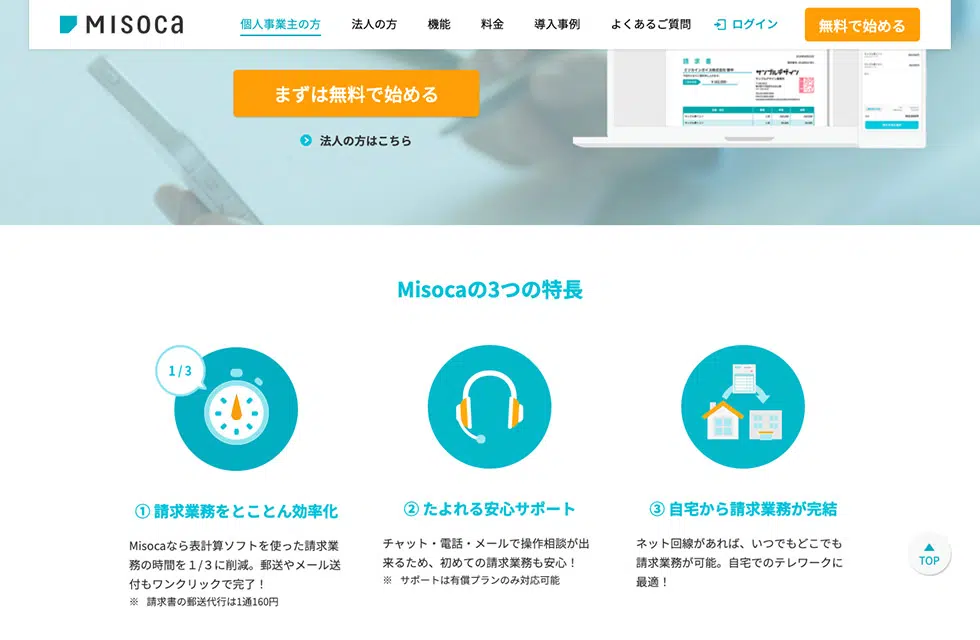 MISOCA
個人事業主の方
法人の方
機能
料金
導入事例
よくあるご質問
ログイン
無料で始める
まずは無料で始める
法人の方はこちら
請求書
サンプルデザイン
Misocaの3つの特長
1/3
① 請求業務をとことん効率化
Misocaなら表計算ソフトを使った請求業
務の時間を１/３に削減。郵送やメール送
付もワンクリックで完了！
※ 請求書の郵送代行は1通160円
② たよれる安心サポート
チャット・電話・メールで操作相談が出
来るため、初めての請求業務も安心！
※ サポートは有償プランのみ対応可能
③ 自宅から請求業務が完結
ネット回線があれば、いつでもどこでも
請求業務が可能。自宅でのテレワークに
最適！
TOP